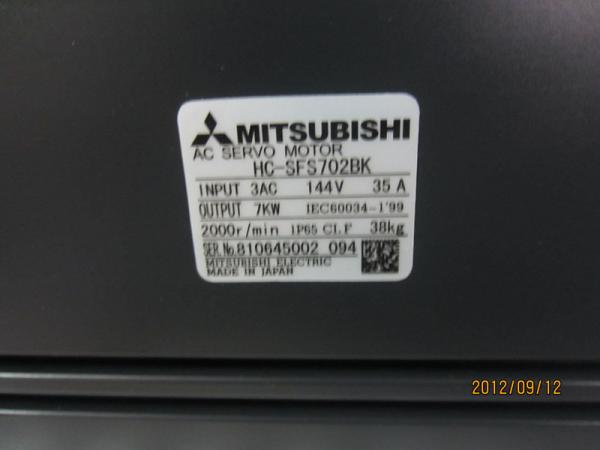 MITSUBISHI
AC SERVO MOTOR
HC-SFS702BK
INPUT 3AC 144V 35 A
OUTPUT 7KW IEC60034-1'99
2000r/min IP65 CI.F 38kg
SER.No.810645002 094
MITSUBISHI ELECTRIC
MADE IN JAPAN
2012/09/12